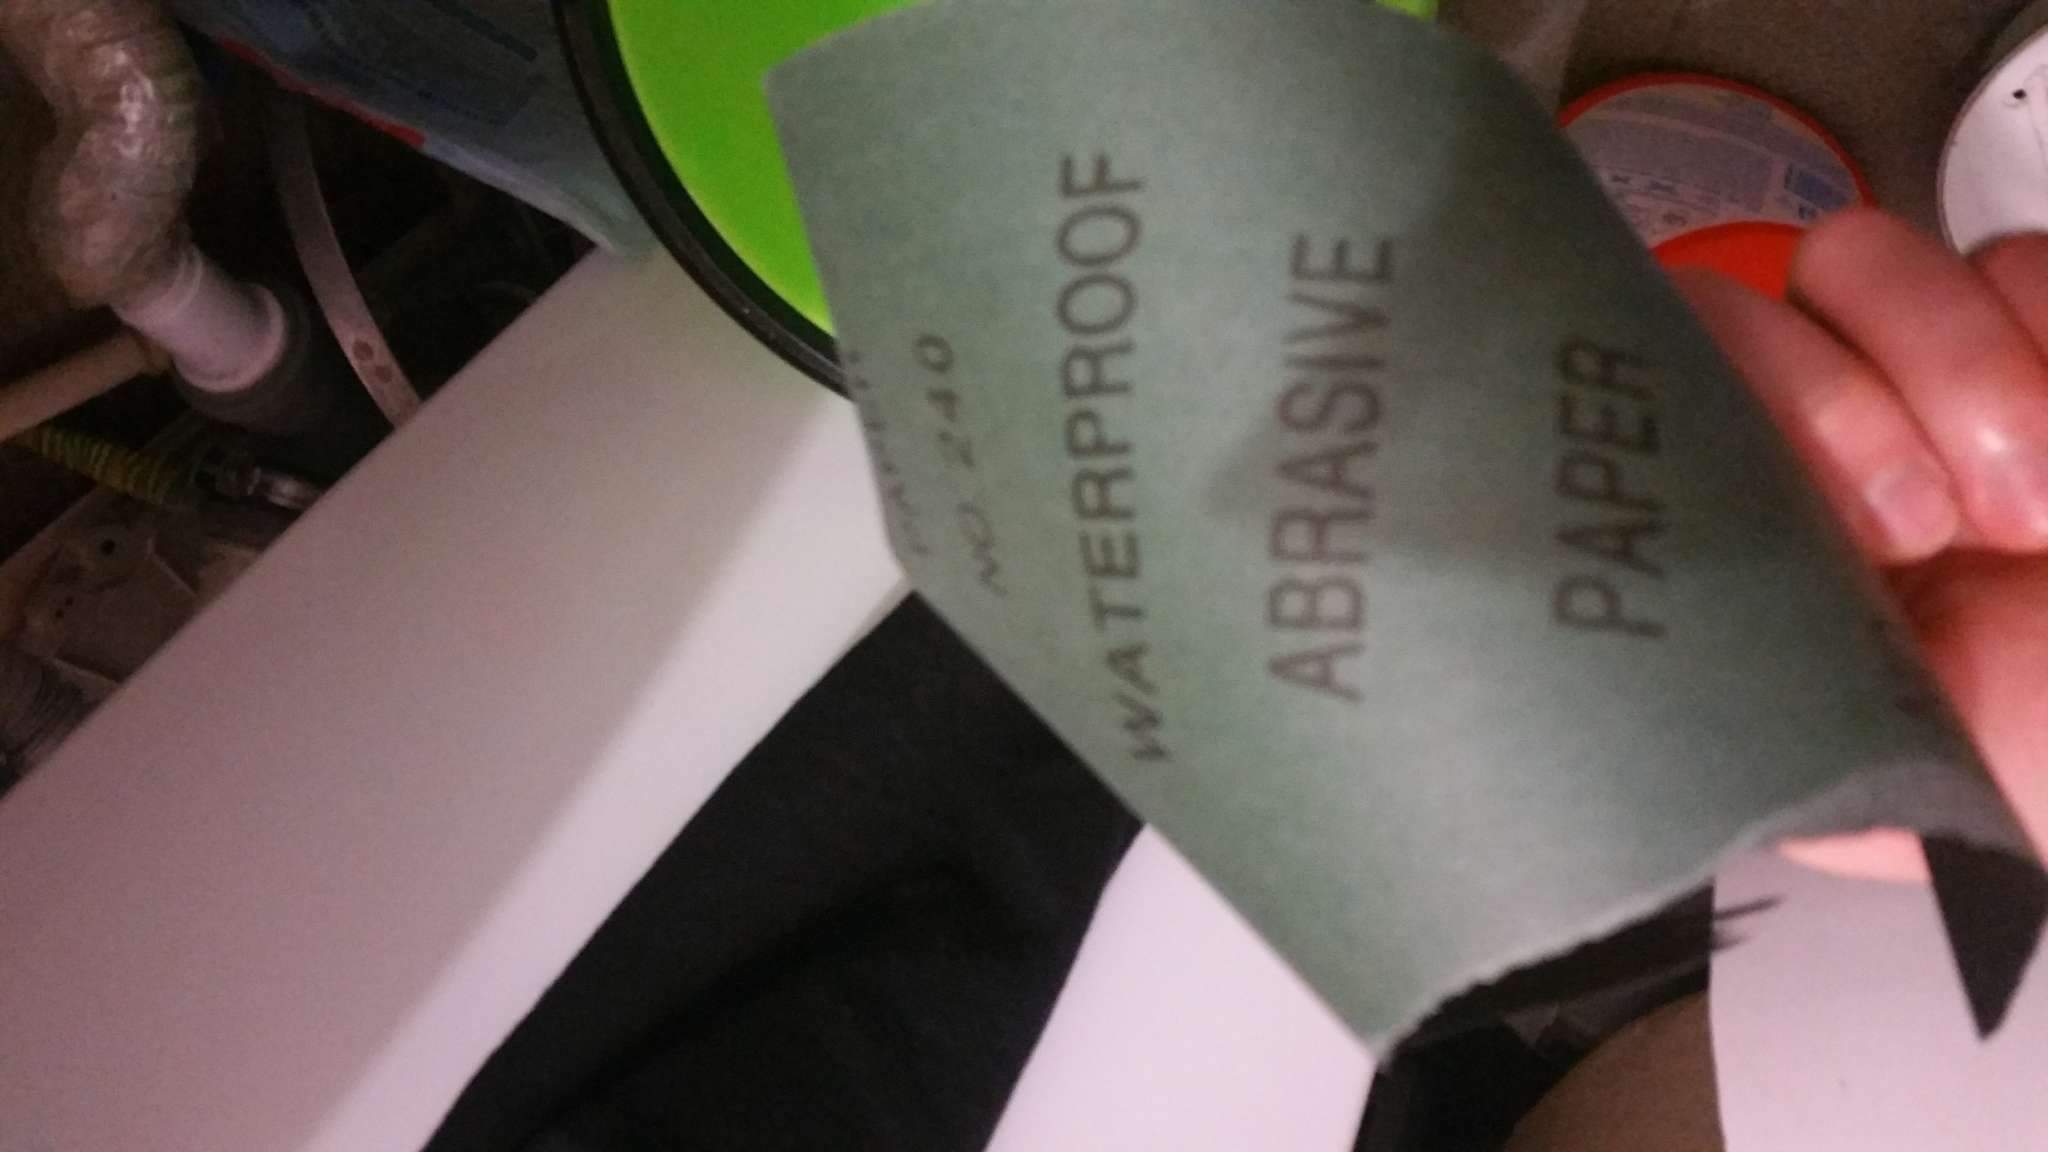 NO 240
WATERPROOF
ABRASIVE
PAPER